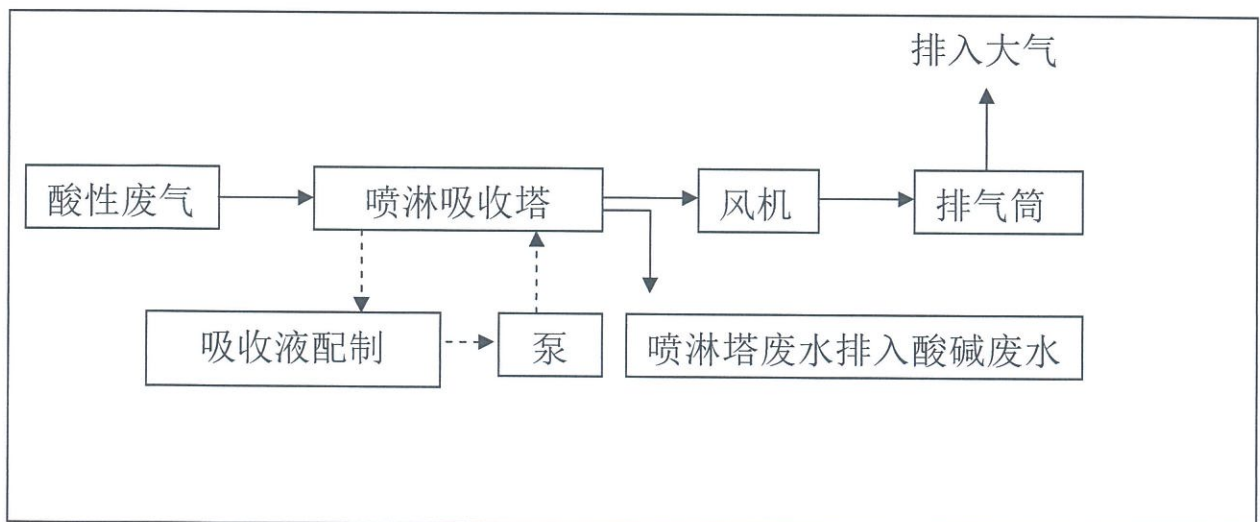 排入大气
酸性废气
喷淋吸收塔
风机
排气筒
吸收液配制
泵
喷淋塔废水排入酸碱废水